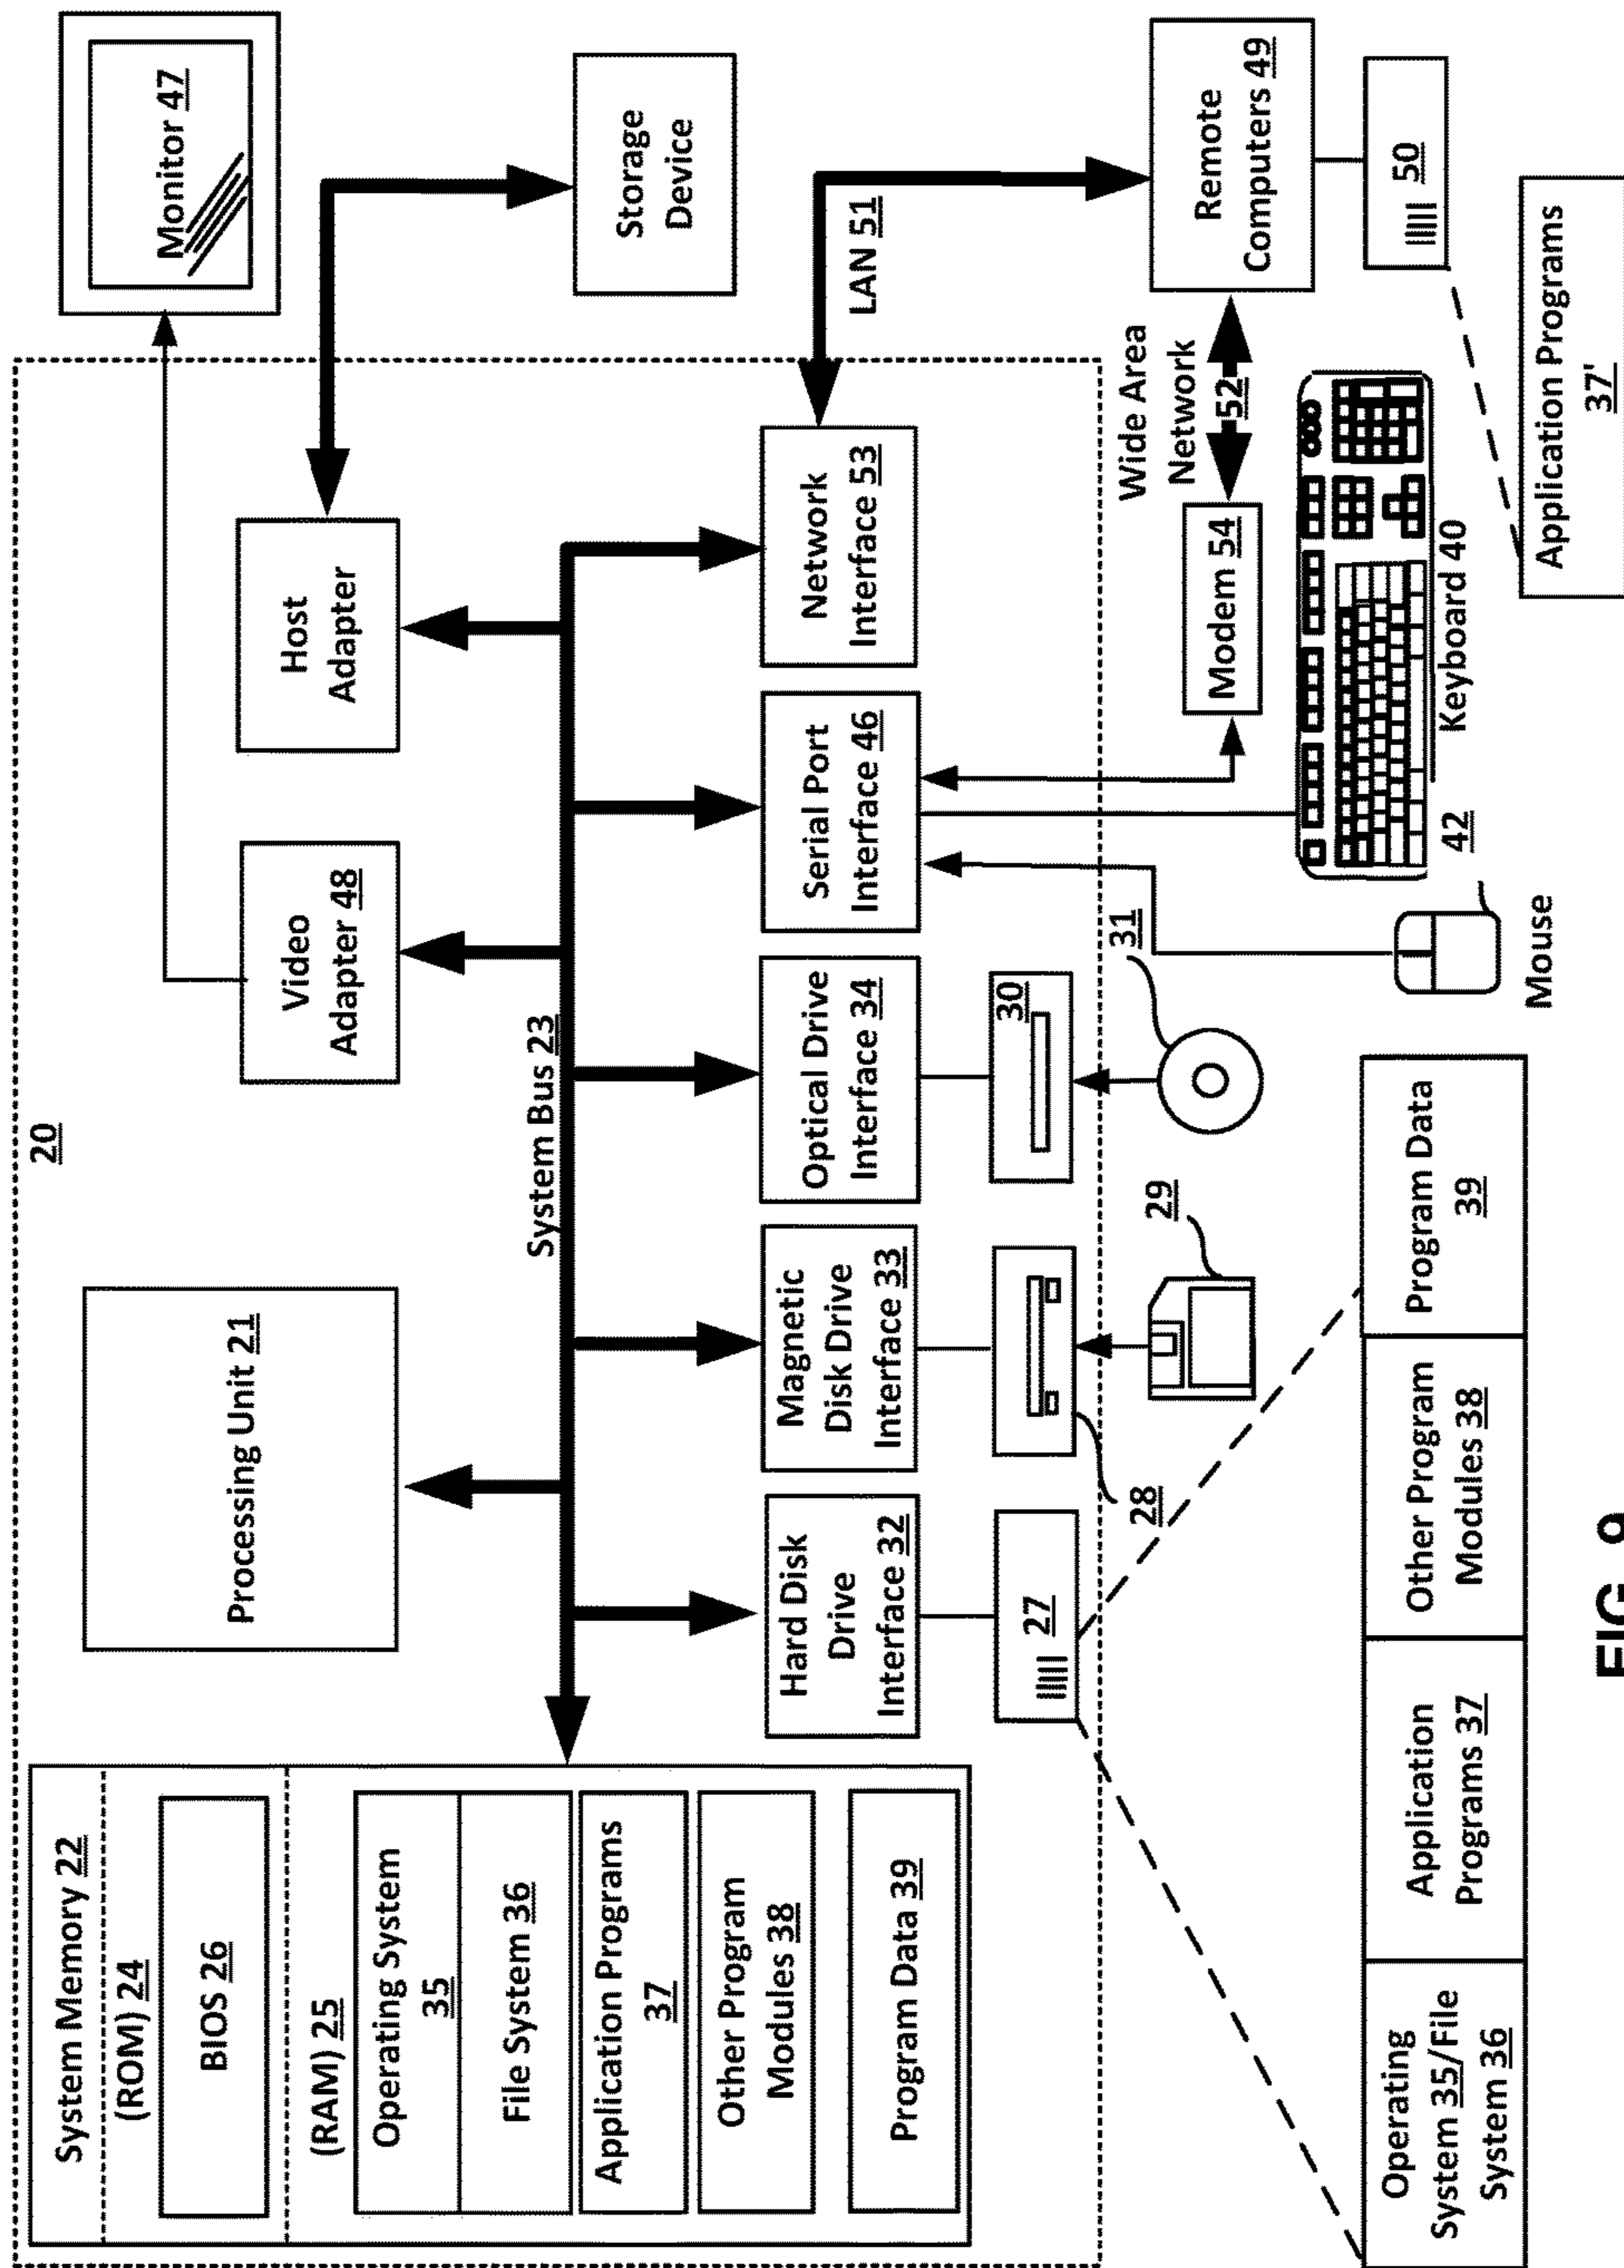 20
System Memory 22
(ROM) 24
BIOS 26
(RAM) 25
Operating System
35
File System 36
Application Programs
37
Other Program
Modules 38
Program Data 39
Processing Unit 21
Video
Adapter 48
Host
Adapter
Monitor 47
Storage
Device
System Bus 23
Hard Disk
Drive
Interface 32
Magnetic
Disk Drive
Interface 33
Optical Drive
Interface 34
Serial Port
Interface 46
Network
Interface 53
LAN 51
27
28
30
29
31
Wide Area
Network
52
Modem 54
Remote
Computers 49
50
Keyboard 40
42
Mouse
Operating
System 35/File
System 36
Application
Programs 37
Other Program
Modules 38
Program Data
39
Application Programs
37'
FIG. 9